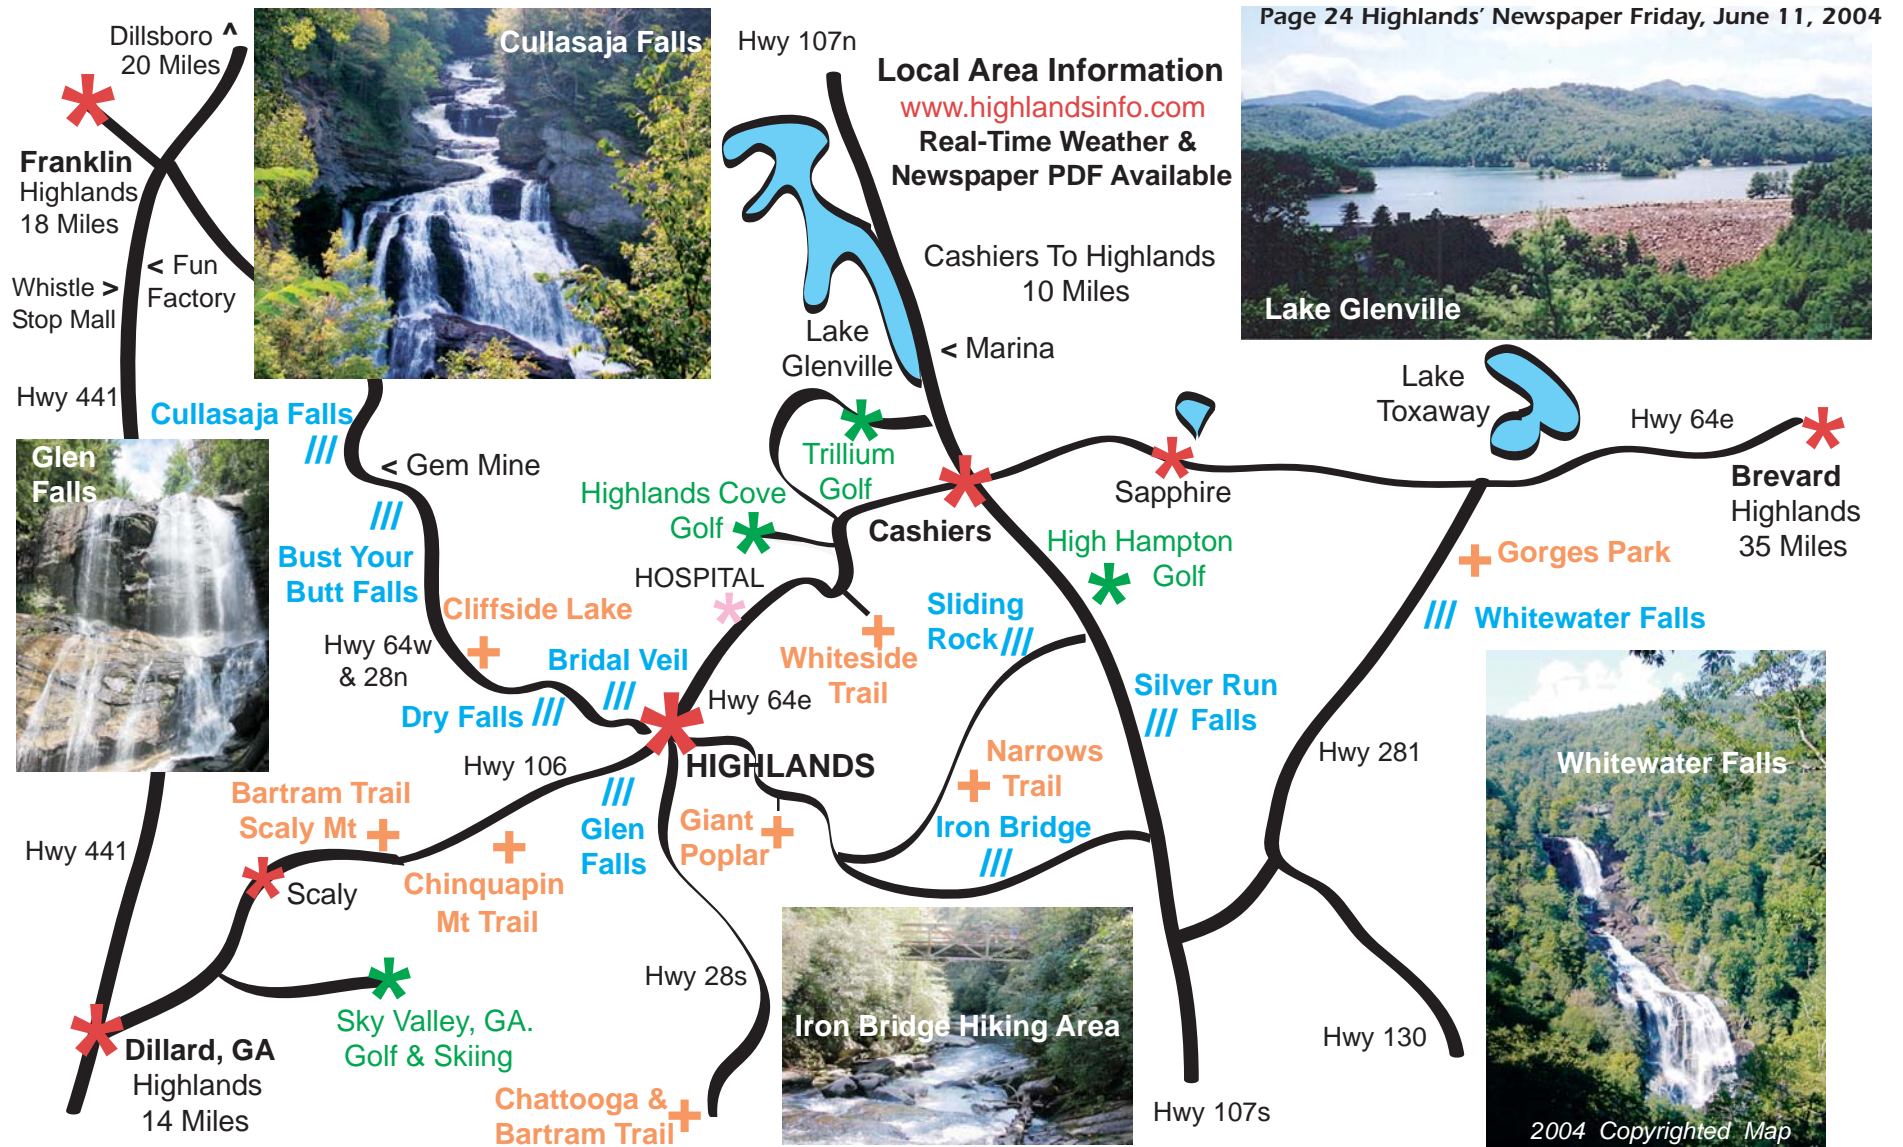 Page 24 Highlands' Newspaper Friday, June 11, 2004
Dillsboro ^
20 Miles
Cullasaja Falls
Hwy 107n
Local Area Information
www.highlandsinfo.com
Real-Time Weather &
Newspaper PDF Available
Franklin
Highlands
18 Miles
< Fun
Factory
Whistle >
Stop Mall
Cashiers To Highlands
10 Miles
Lake Glenville
Lake
Glenville
< Marina
Hwy 441
Cullasaja Falls
Lake
Toxaway
Hwy 64e
Glen
Falls
< Gem Mine
Trillium
Golf
Highlands Cove
Golf
Sapphire
Brevard
Highlands
35 Miles
Cashiers
High Hampton
Golf
Gorges Park
Bust Your
Butt Falls
HOSPITAL
Cliffside Lake
Sliding
Rock
Whitewater Falls
Hwy 64w
& 28n
Bridal Veil
Whiteside
Trail
Hwy 64e
Dry Falls
Silver Run
Falls
Hwy 106
HIGHLANDS
Narrows
Trail
Hwy 281
Whitewater Falls
Bartram Trail
Scaly Mt
Glen
Falls
Giant
Poplar
Iron Bridge
Hwy 441
Scaly
Chinquapin
Mt Trail
Hwy 28s
Sky Valley, GA.
Golf & Skiing
Iron Bridge Hiking Area
Hwy 130
Dillard, GA
Highlands
14 Miles
Chattooga &
Bartram Trail
Hwy 107s
2004 Copyrighted Map